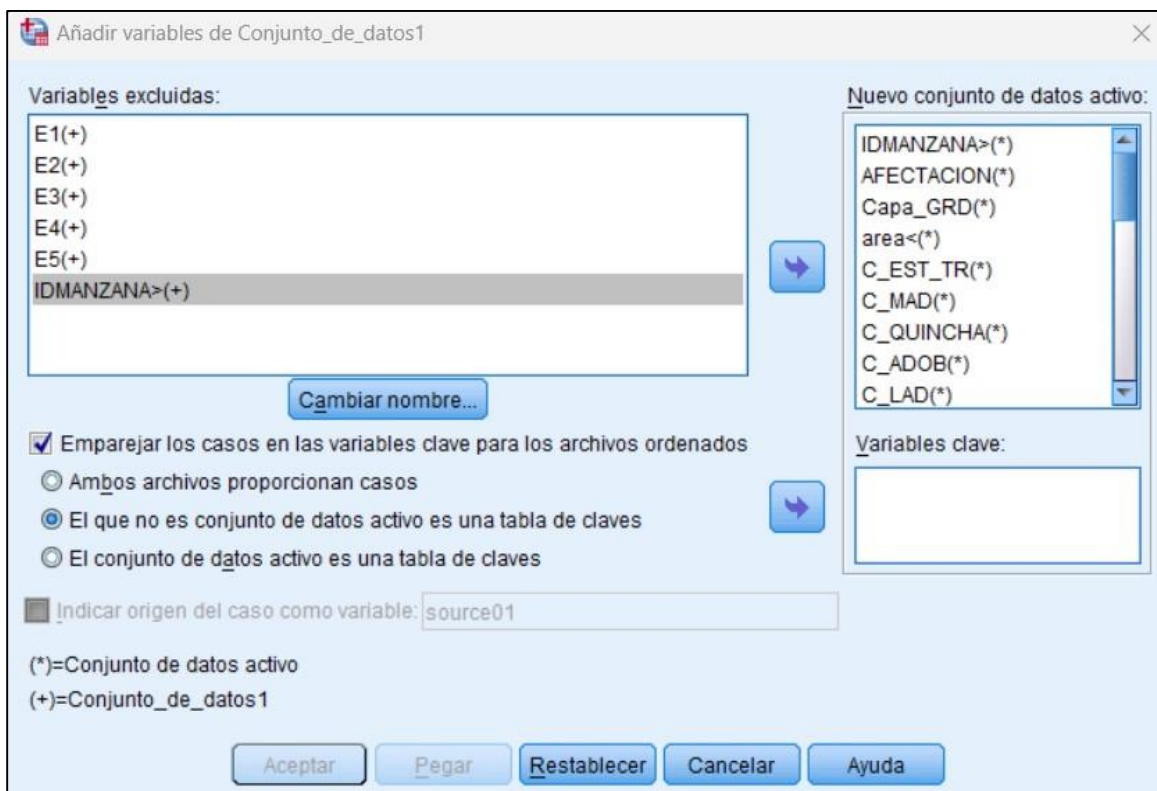 Añadir variables de Conjunto_de_datos1
Variables excluidas:
E1(+)
E2(+)
E3(+)
E4(+)
E5(+)
IDMANZANA>(+)
Cambiar nombre...
Nuevo conjunto de datos activo:
IDMANZANA>(*)
AFECTACION(*)
Capa_GRD(*)
area<(*)
C_EST_TR(*)
C_MAD(*)
C_QUINCHA(*)
C_ADOB(*)
C_LAD(*)
Emparejar los casos en las variables clave para los archivos ordenados
Ambos archivos proporcionan casos
El que no es conjunto de datos activo es una tabla de claves
El conjunto de datos activo es una tabla de claves
Variables clave:
Indicar origen del caso como variable: source01
(*)=Conjunto de datos activo
(+)=Conjunto_de_datos1
Aceptar Pegar Restablecer Cancelar Ayuda